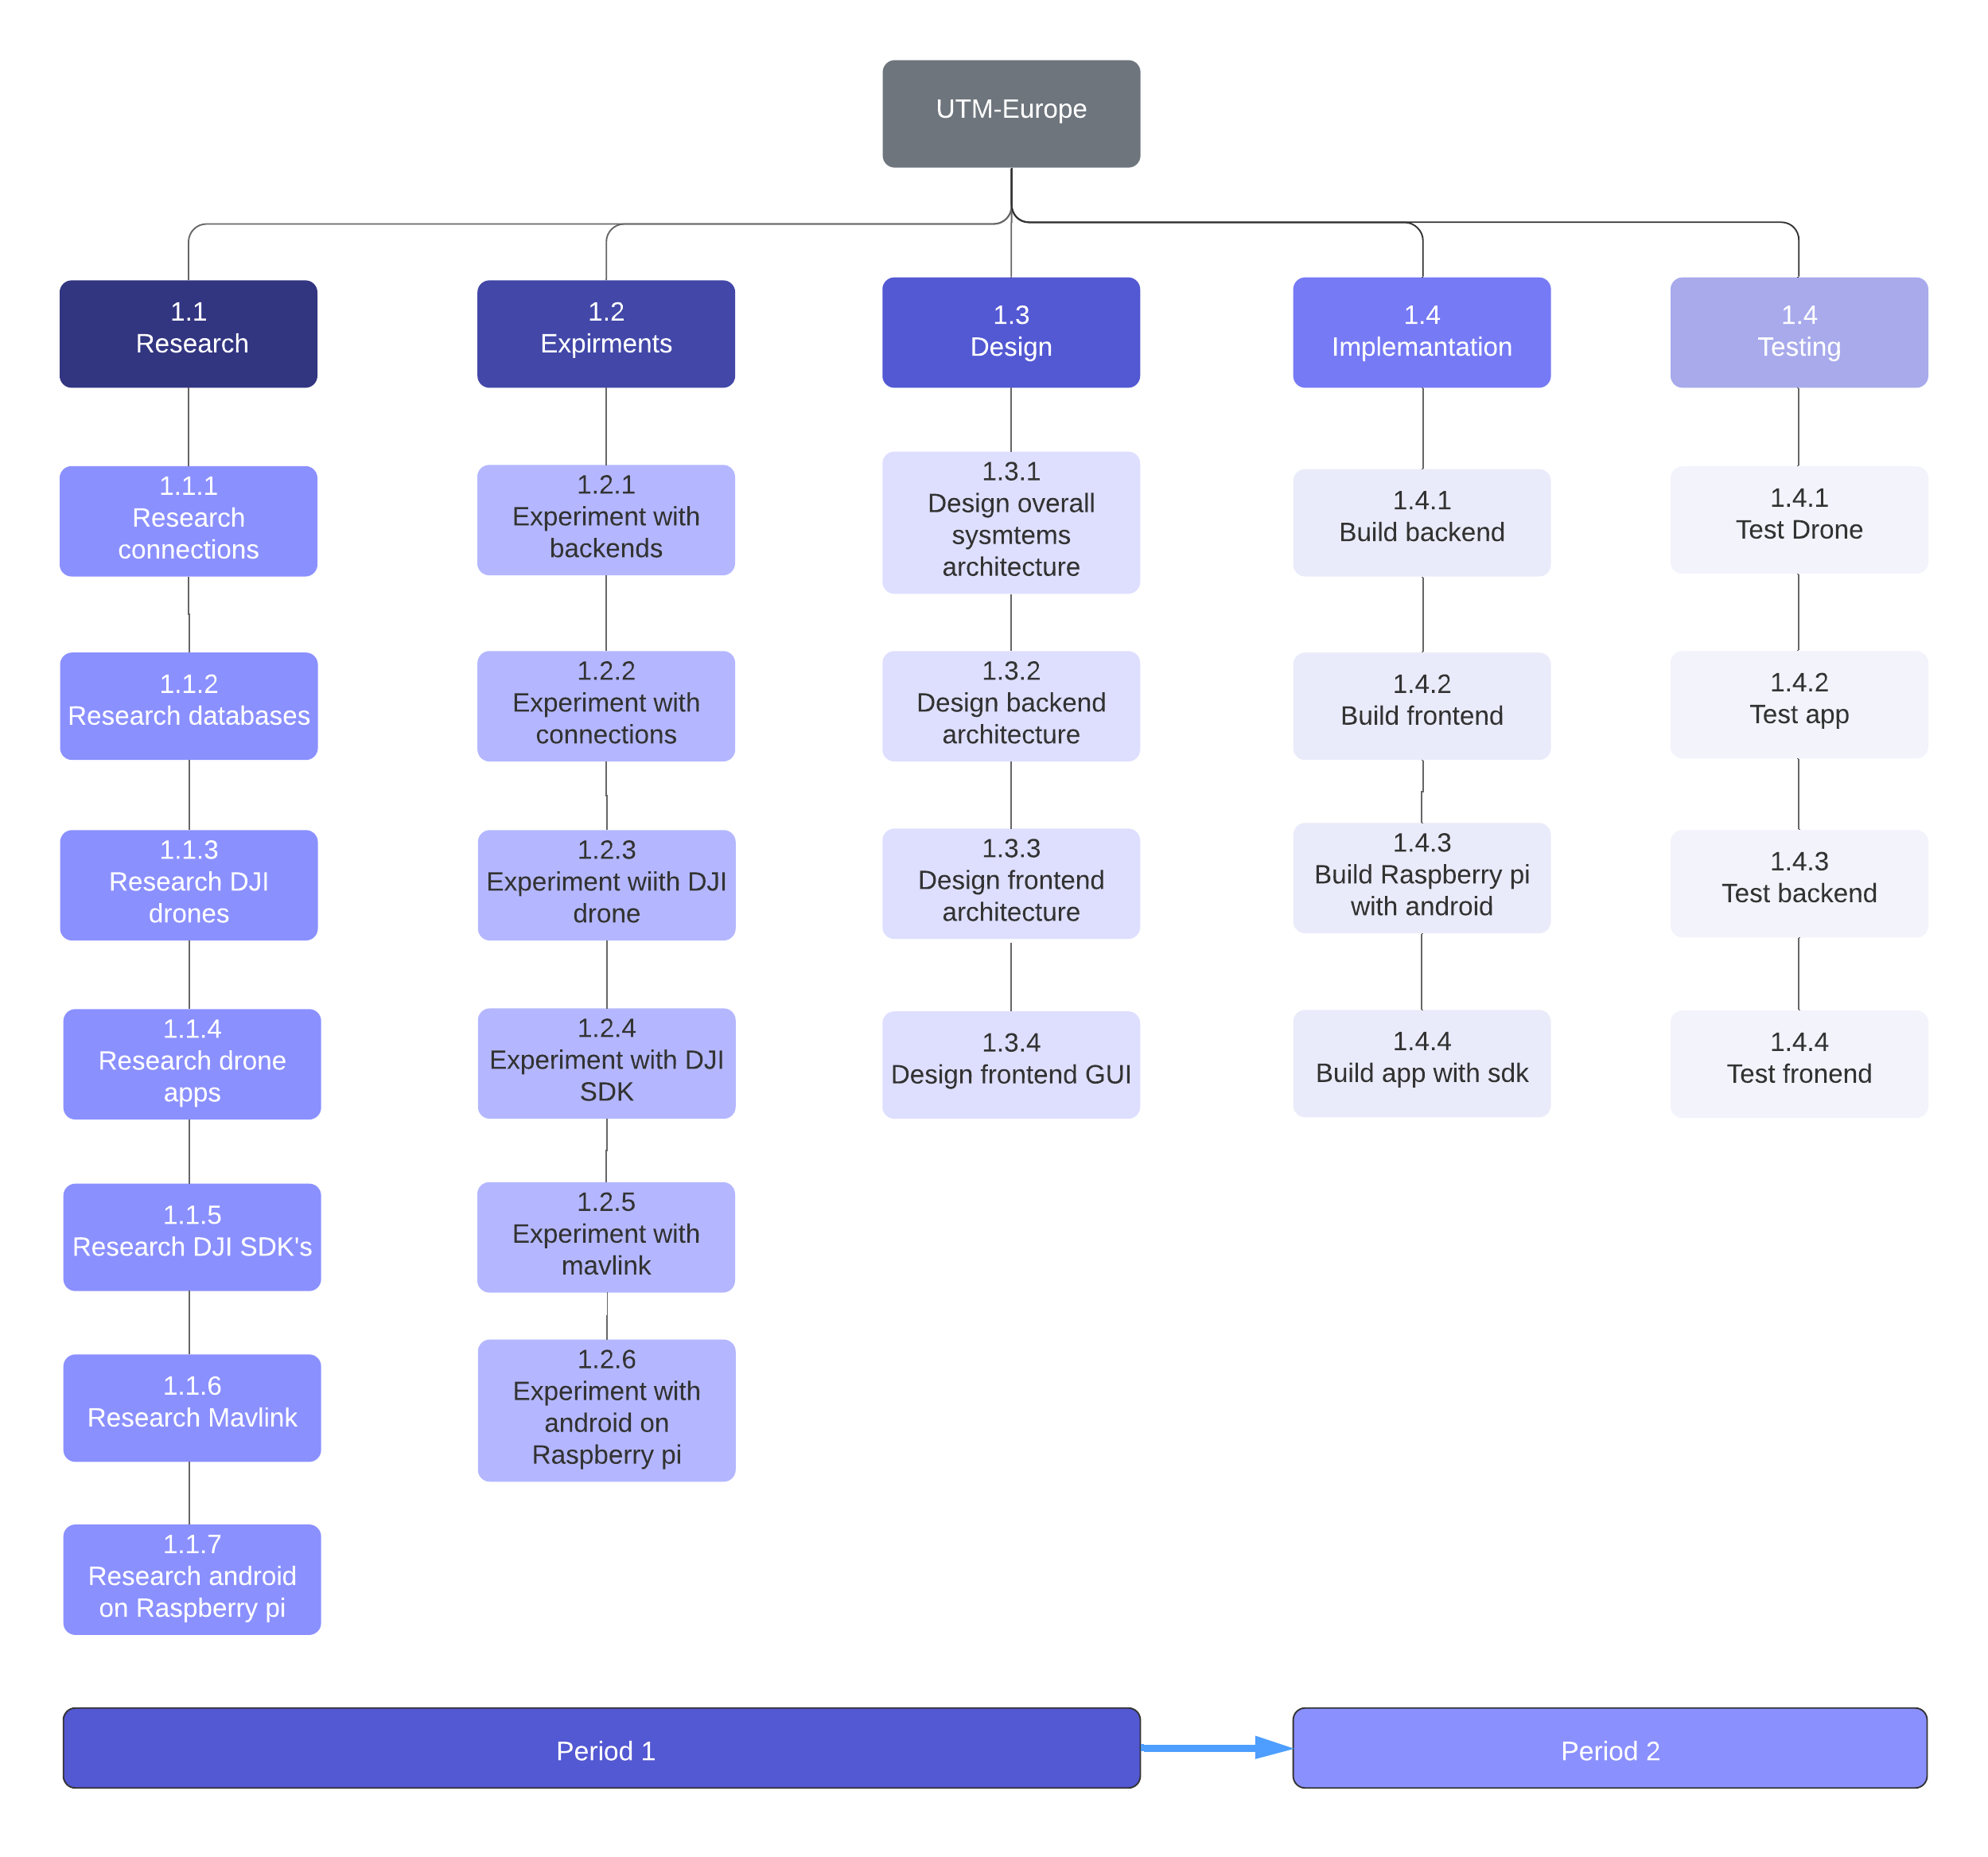 UTM-Europe
1.1
Research
1.1.1
Research
connections
1.1.2
Research databases
1.1.3
Research DJI
drones
1.1.4
Research drone
apps
1.1.5
Research DJI SDK's
1.1.6
Research Mavlink
1.1.7
Research android
on Raspberry pi
1.2
Expirments
1.2.1
Experiment with
backends
1.2.2
Experiment with
connections
1.2.3
Experiment wiith DJI
drone
1.2.4
Experiment with DJI
SDK
1.2.5
Experiment with
mavlink
1.2.6
Experiment with
android on
Raspberry pi
1.3
Design
1.3.1
Design overall
sysmtems
architecture
1.3.2
Design backend
architecture
1.3.3
Design frontend
architecture
1.3.4
Design frontend GUI
1.4
Implemantation
1.4.1
Build backend
1.4.2
Build frontend
1.4.3
Build Raspberry pi
with android
1.4.4
Build app with sdk
1.4
Testing
1.4.1
Test Drone
1.4.2
Test app
1.4.3
Test backend
1.4.4
Test fronend
Period 1
Period 2